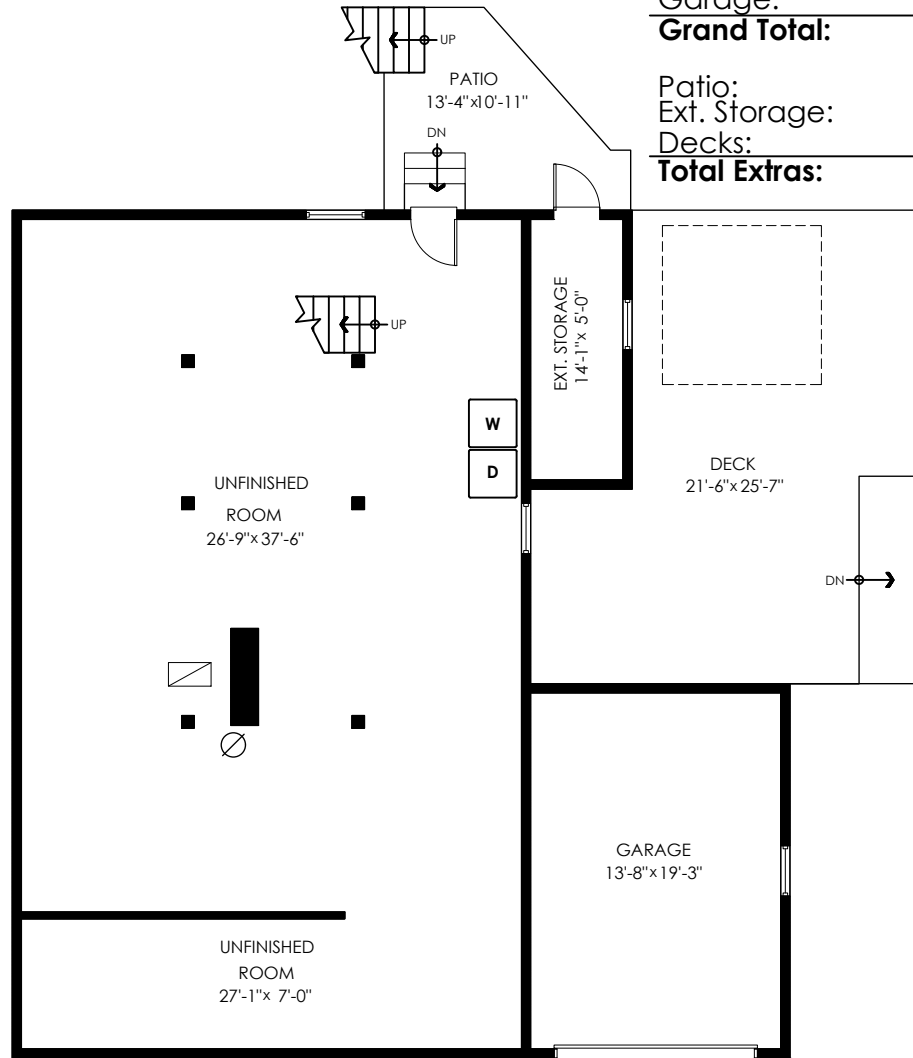 Garage:
Grand Total:
Patio:
Ext. Storage:
Decks:
Total Extras:
UP
PATIO
13'-4"x10'-11"
DN
UP
EXT. STORAGE
14'-1"x 5'-0"
W
D
DECK
21'-6"x 25'-7"
UNFINISHED
ROOM
26'-9"x 37'-6"
DN
GARAGE
13'-8"x 19'-3"
UNFINISHED
ROOM
27'-1"x 7'-0"